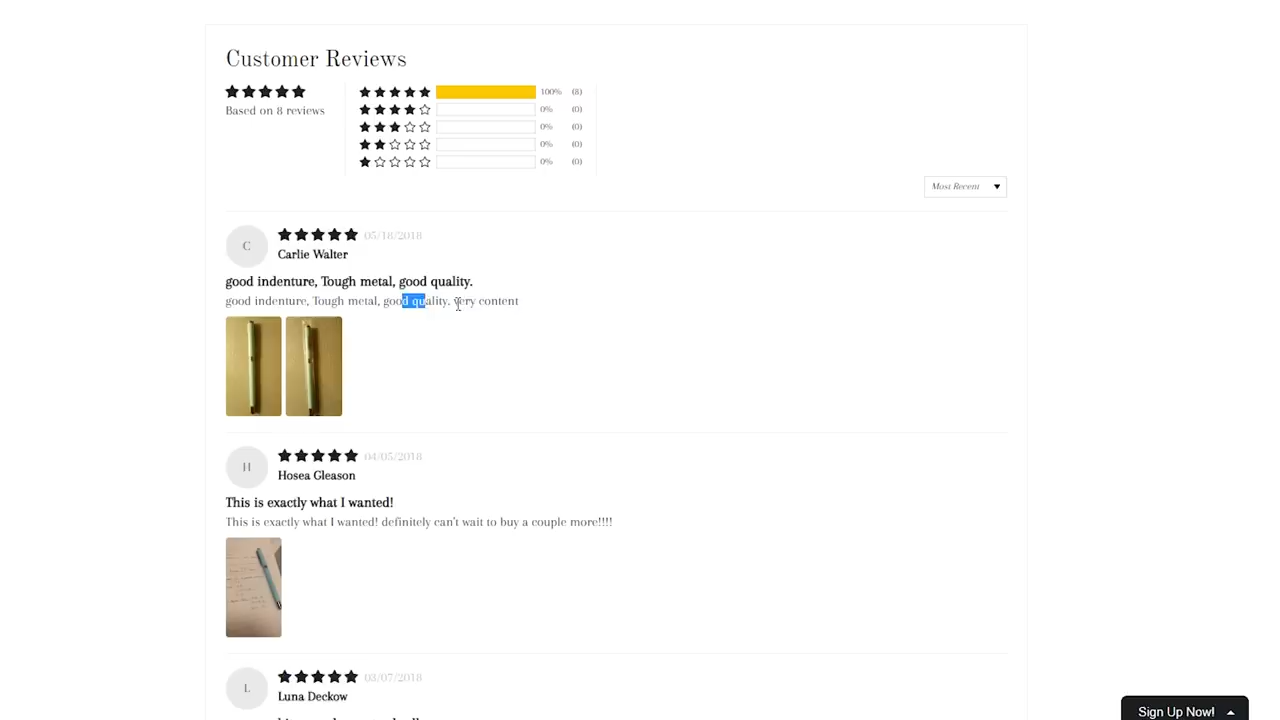 Customer Reviews
Based on 8 reviews
100% (8)
0% (0)
0% (0)
0% (0)
0% (0)
Most Recent
C
05/18/2018
Carlie Walter
good indenture, Tough metal, good quality.
good indenture, Tough metal, good quality. very content
H
04/05/2018
Hosea Gleason
This is exactly what I wanted!
This is exactly what I wanted! definitely can't wait to buy a couple more!!!!
L
03/07/2018
Luna Deckow
Sign Up Now!